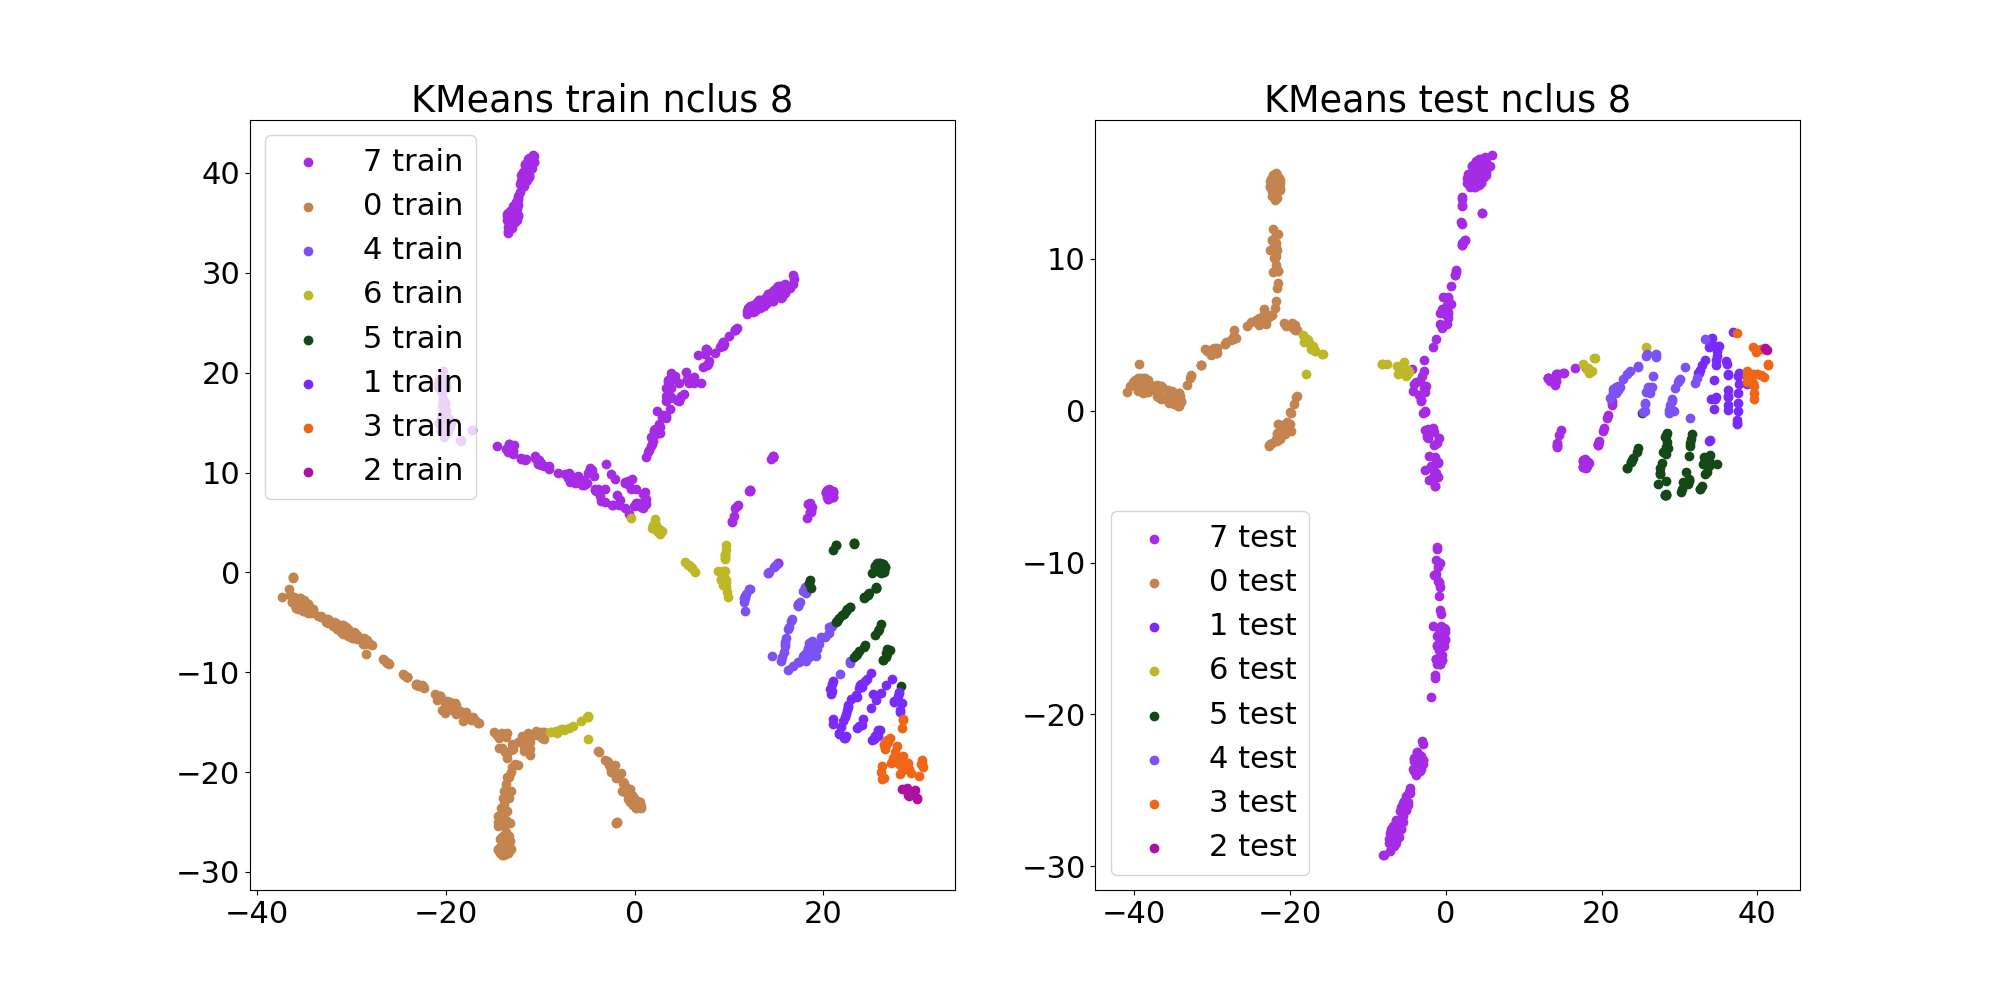 KMeans train nclus 8
7 train
0 train
4 train
6 train
5 train
1 train
3 train
2 train
40
30
20
10
0
−10
−20
−30
−40
−20
0
20
KMeans test nclus 8
7 test
0 test
1 test
6 test
5 test
4 test
3 test
2 test
10
0
−10
−20
−30
−40
−20
0
20
40